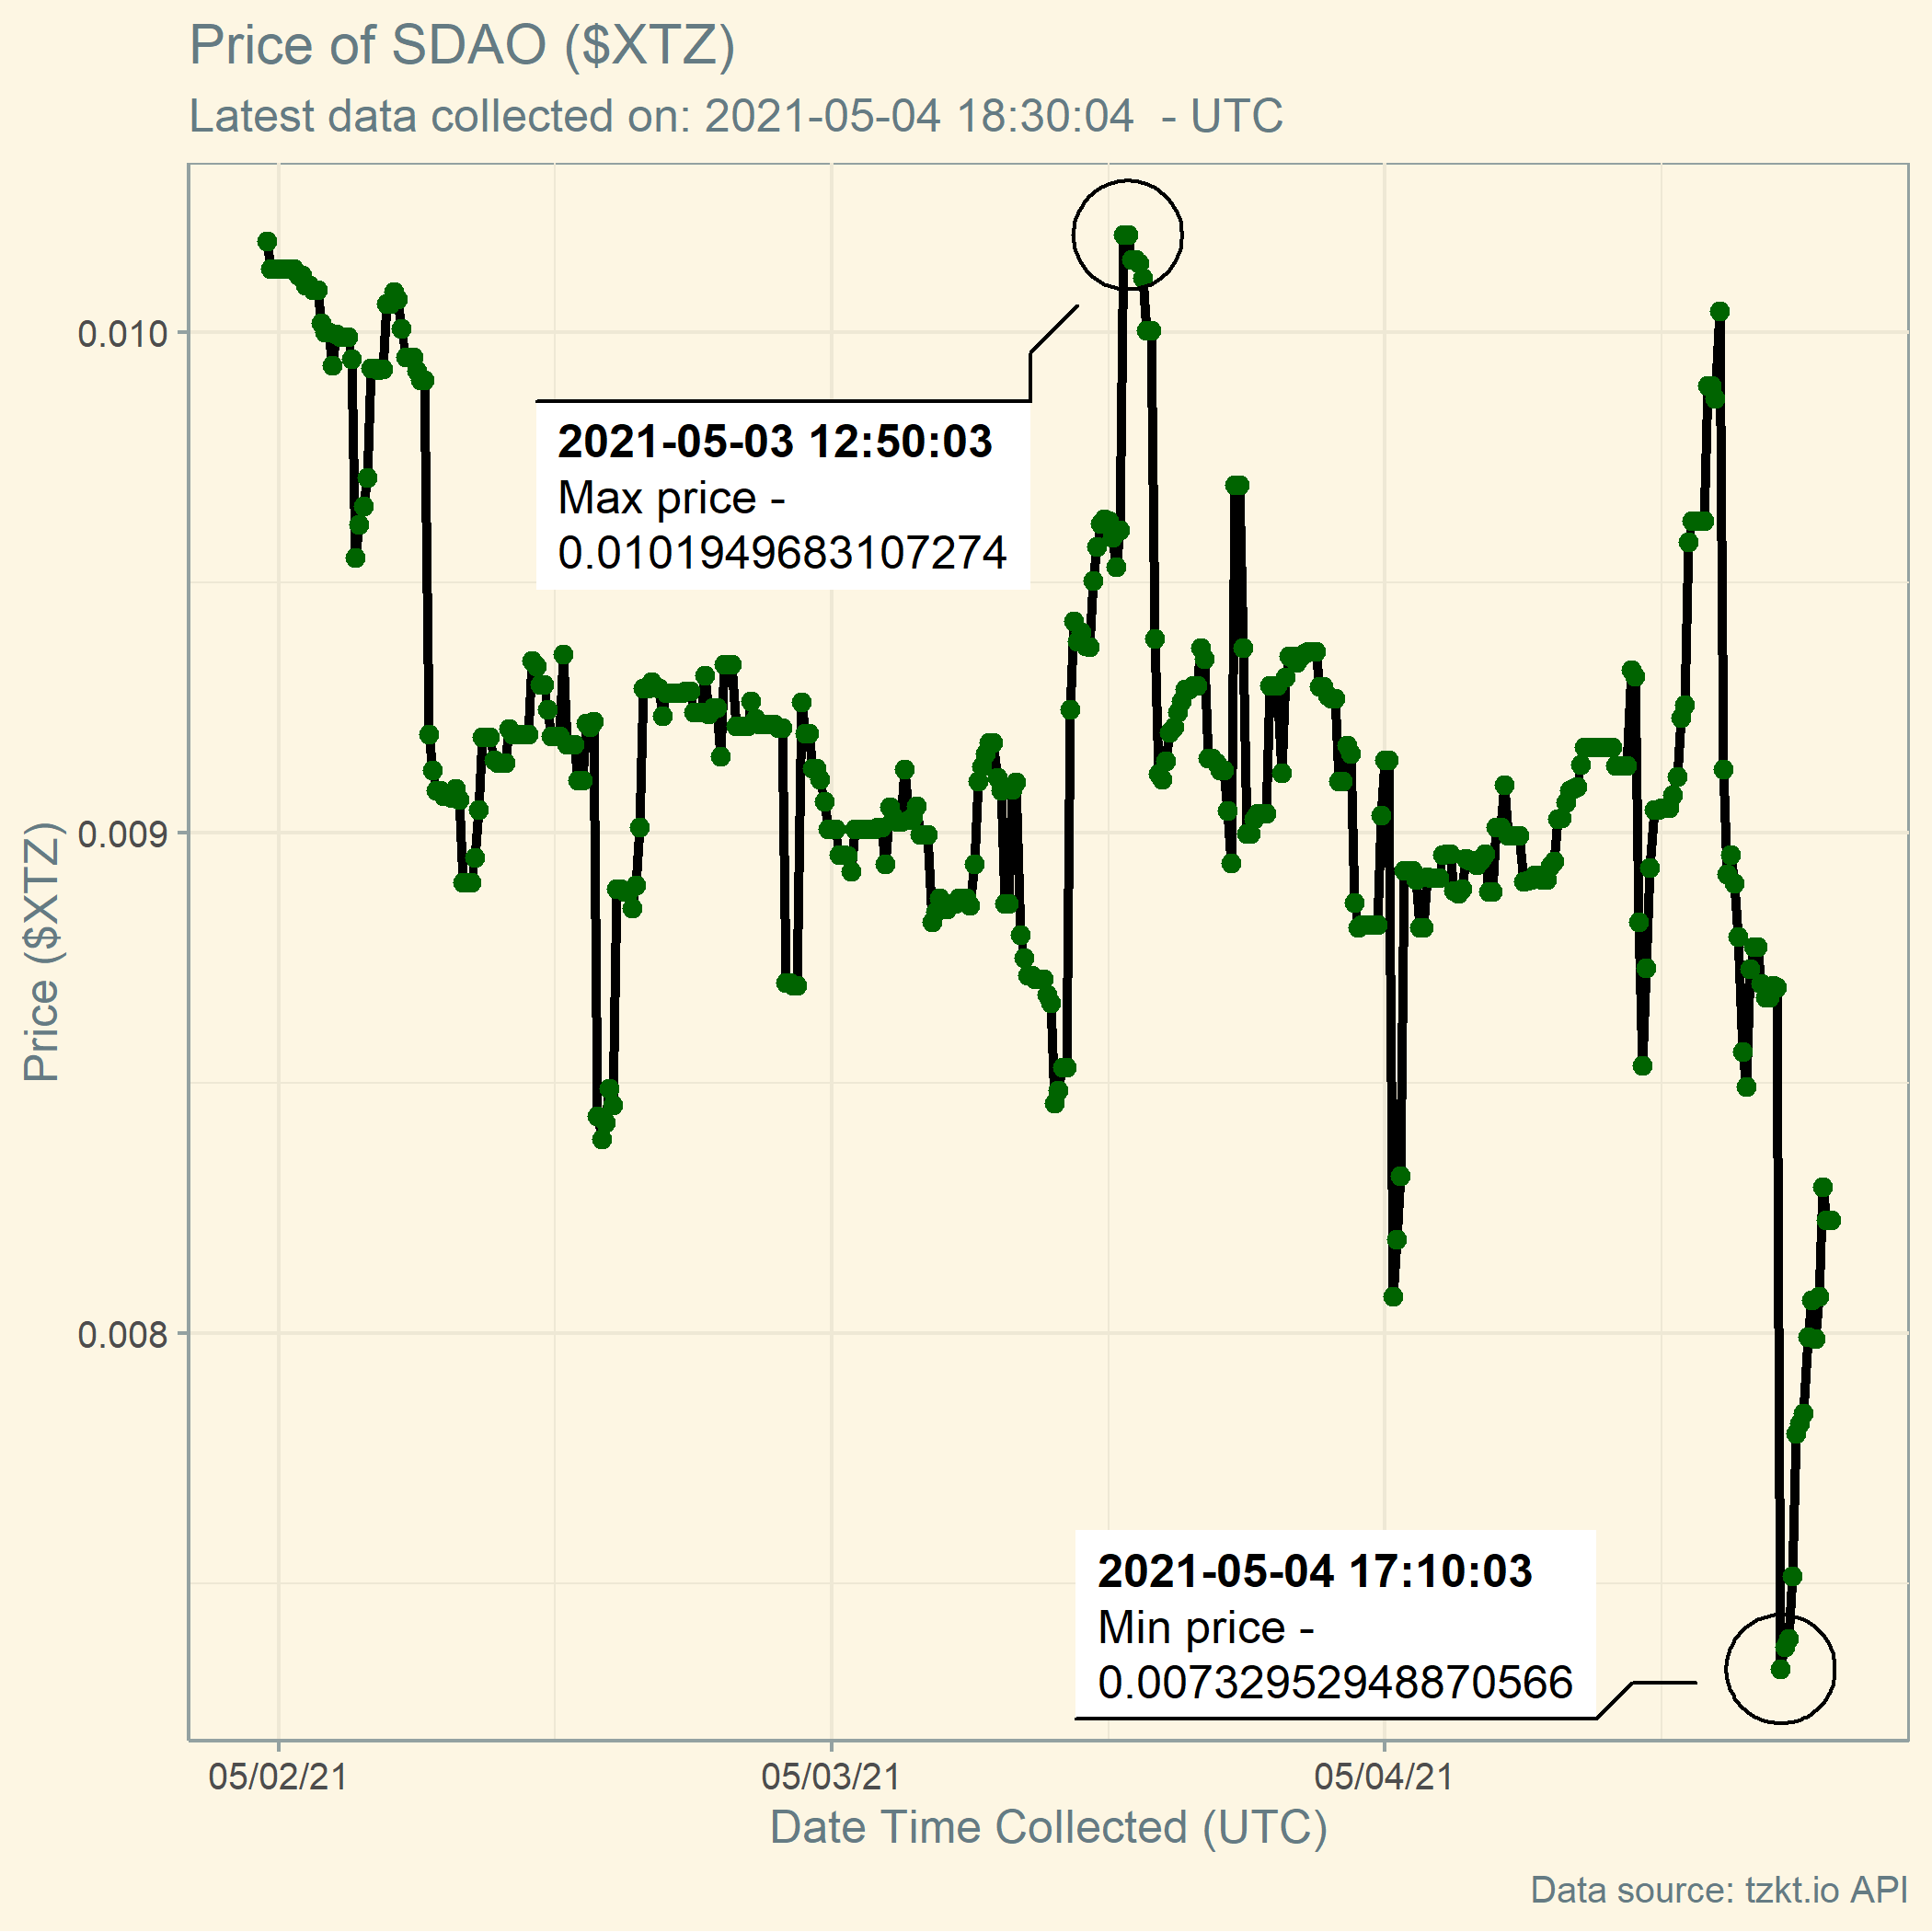 Price of SDAO ($XTZ)
Latest data collected on: 2021-05-04 18:30:04  - UTC
Price ($XTZ)
0.010
0.009
0.008
2021-05-03 12:50:03
Max price -
0.0101949683107274
2021-05-04 17:10:03
Min price -
0.00732952948870566
05/02/21
05/03/21
05/04/21
Date Time Collected (UTC)
Data source: tzkt.io API